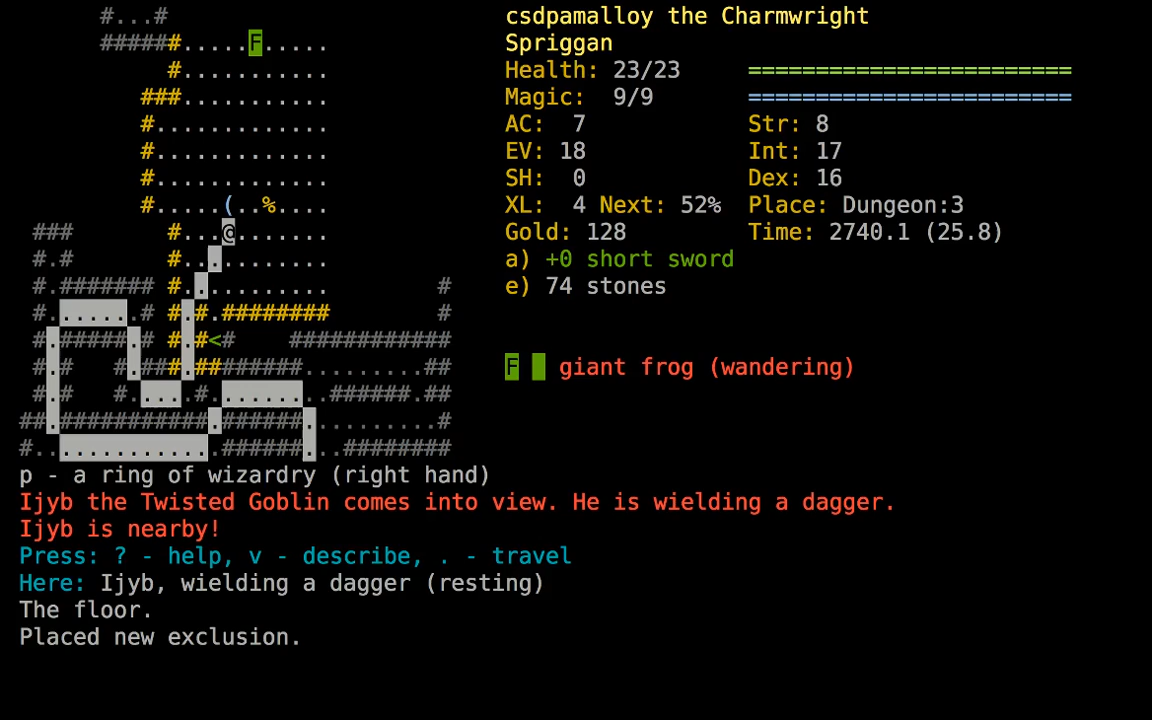 #...# csdpamalloy the Charmwright
######.....F..... Spriggan
#........... Health: 23/23 ========================
###........... Magic: 9/9 ========================
#............. AC: 7 Str: 8
#............. EV: 18 Int: 17
#............. SH: 0 Dex: 16
#.....(..%.... XL: 4 Next: 52% Place: Dungeon:3
### #...@....... Gold: 128 Time: 2740.1 (25.8)
#.# #........... a) +0 short sword
#.####### #........... # e) 74 stones
#.......# #.#.######## #
#.#####.# #.#<# ############
#.# #.###.########.........##
#.# #.....#.........######.##
##.###########.######..........#
#..............######...########
F giant frog (wandering)
p - a ring of wizardry (right hand)
Ijyb the Twisted Goblin comes into view. He is wielding a dagger.
Ijyb is nearby!
Press: ? - help, v - describe, . - travel
Here: Ijyb, wielding a dagger (resting)
The floor.
Placed new exclusion.